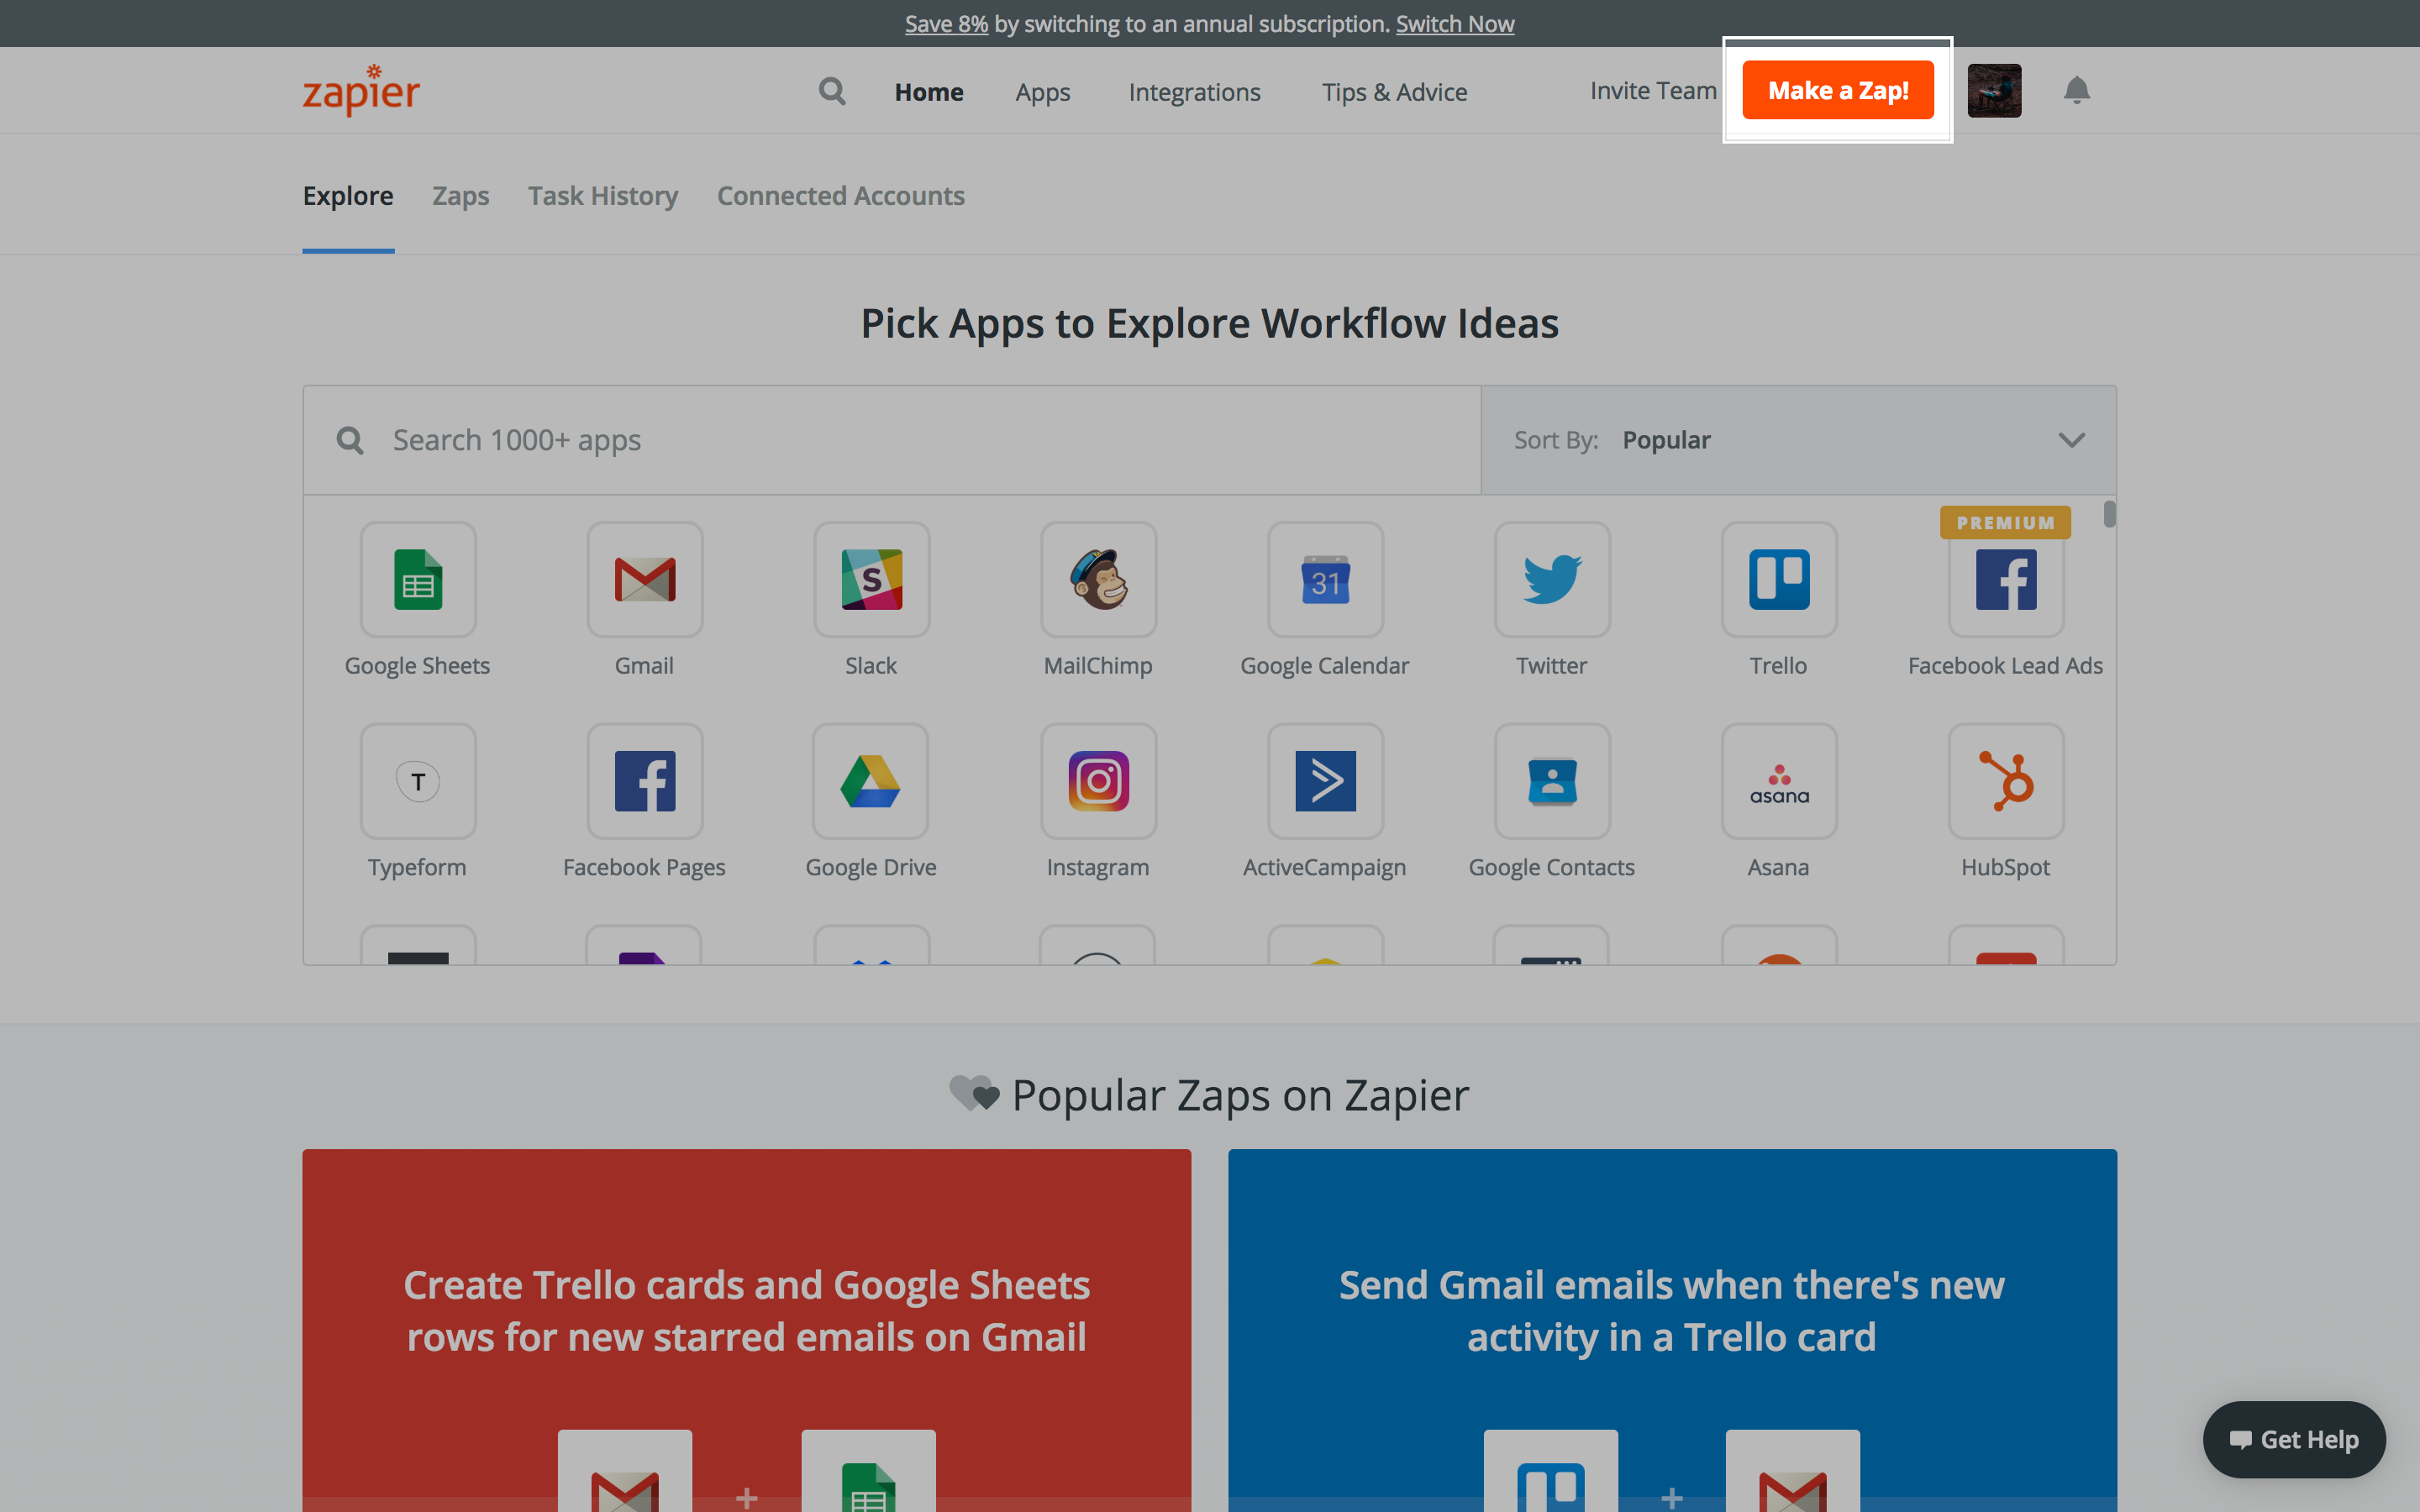 Save 8% by switching to an annual subscription. Switch Now
zapier
Home
Apps
Integrations
Tips & Advice
Invite Team
Make a Zap!
Explore
Zaps
Task History
Connected Accounts
Pick Apps to Explore Workflow Ideas
Search 1000+ apps
Sort By: Popular
PREMIUM
S
31
Google Sheets
Gmail
Slack
MailChimp
Google Calendar
Twitter
Trello
Facebook Lead Ads
T
asana
Typeform
Facebook Pages
Google Drive
Instagram
ActiveCampaign
Google Contacts
Asana
HubSpot
Popular Zaps on Zapier
Create Trello cards and Google Sheets
rows for new starred emails on Gmail
+
Send Gmail emails when there's new
activity in a Trello card
+
Get Help